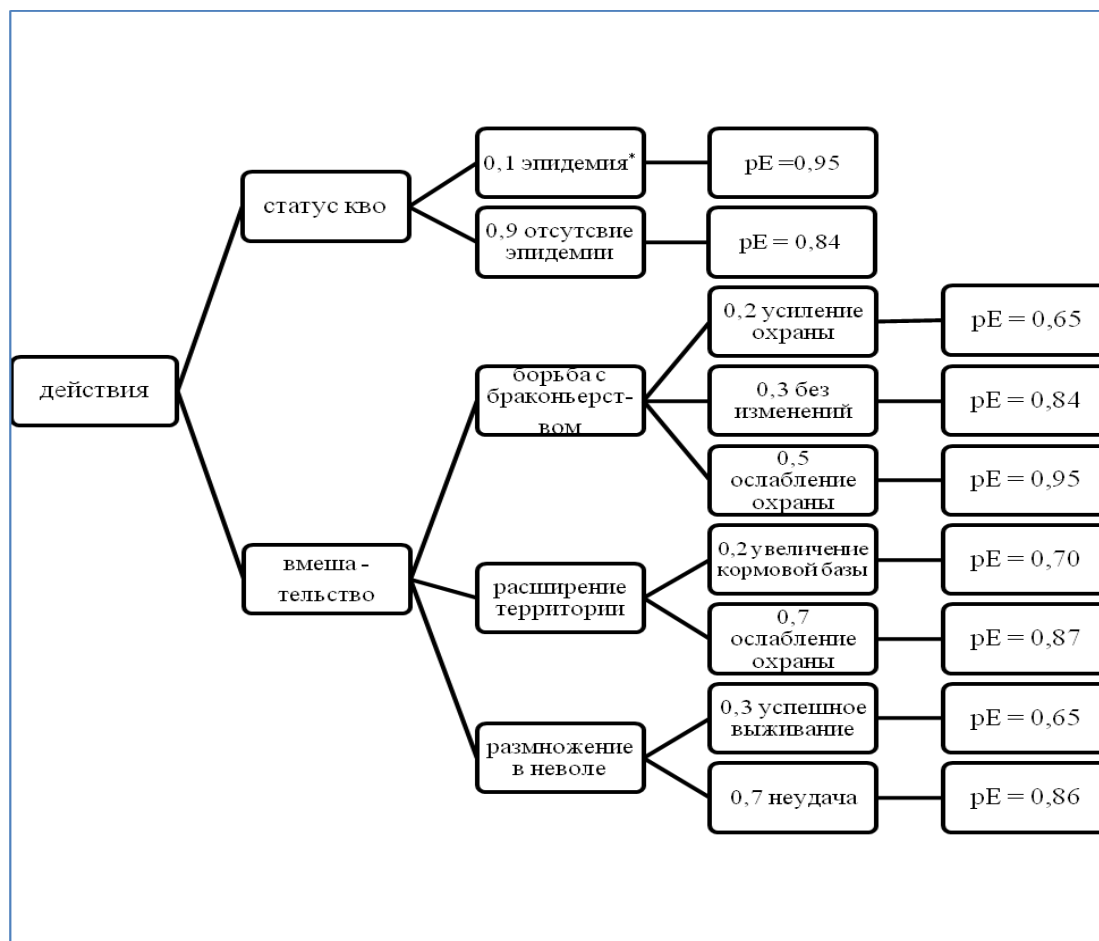 действия
статус кво
0,1 эпидемия*
pE =0,95
0,9 отсутсвие
эпидемии
pE = 0,84
вмеша -
тельство
борьба с
браконьерст-
вом
0,2 усиление
охраны
pE = 0,65
0,3 без
изменений
pE = 0,84
0,5
ослабление
охраны
pE = 0,95
расширение
территории
0,2 увеличение
кормовой базы
pE = 0,70
0,7
ослабление
охраны
pE = 0,87
размножение
в неволе
0,3 успешное
выживание
pE = 0,65
0,7 неудача
pE = 0,86